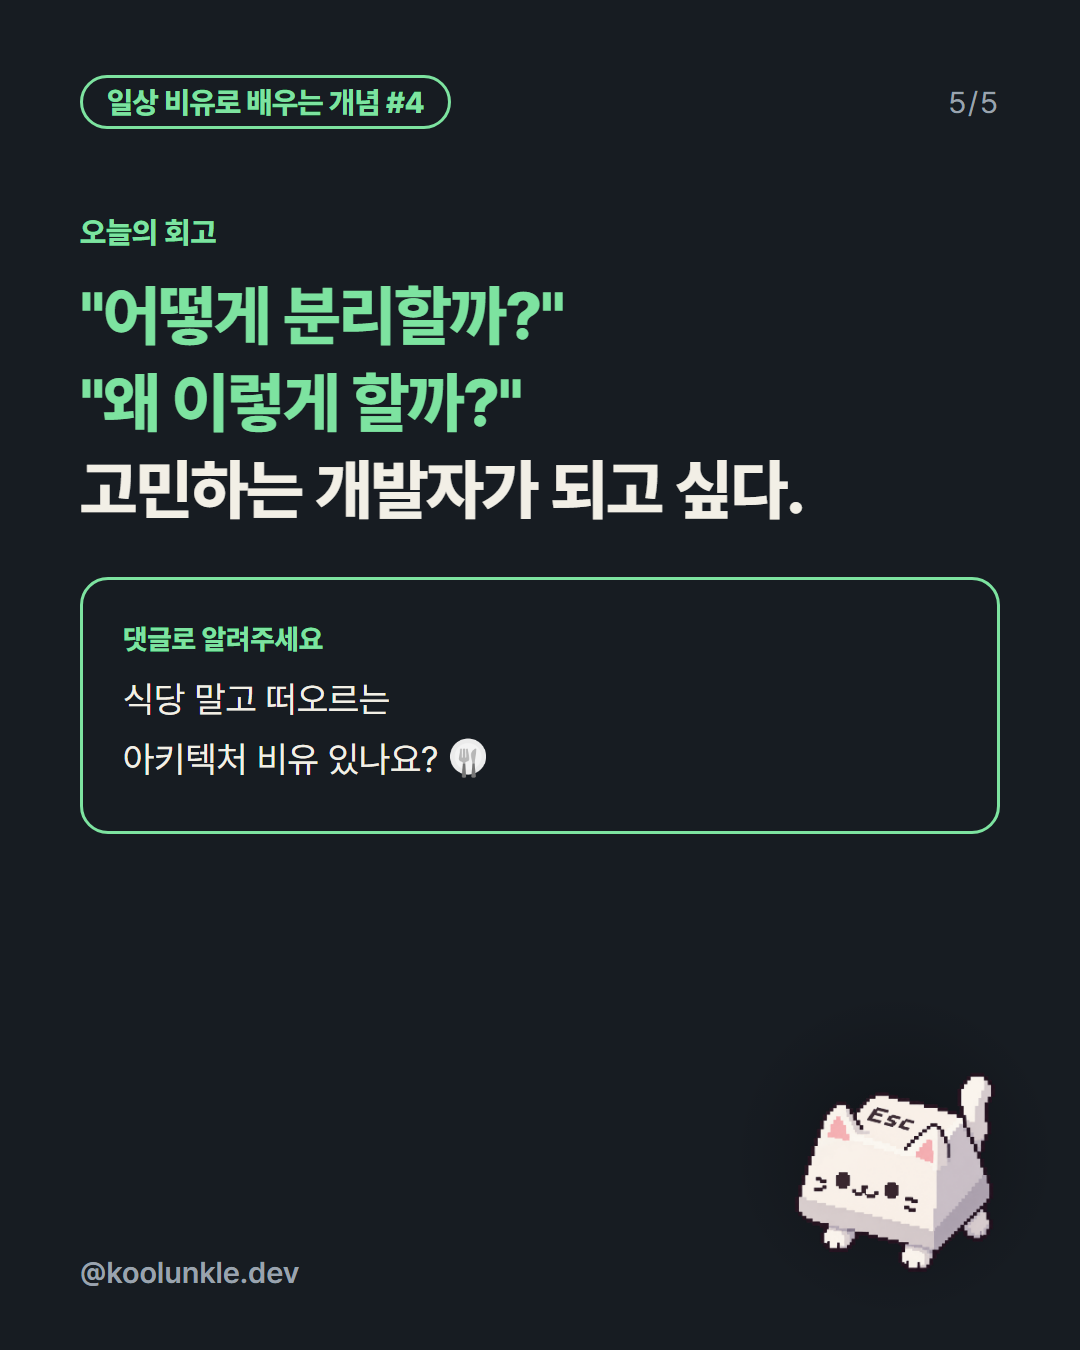 일상 비유로 배우는 개념 #4
5/5
오늘의 회고
"어떻게 분리할까?"
"왜 이렇게 할까?"
고민하는 개발자가 되고 싶다.
댓글로 알려주세요
식당 말고 떠오르는
아키텍처 비유 있나요? 🍽️
Esc
@koolunkle.dev